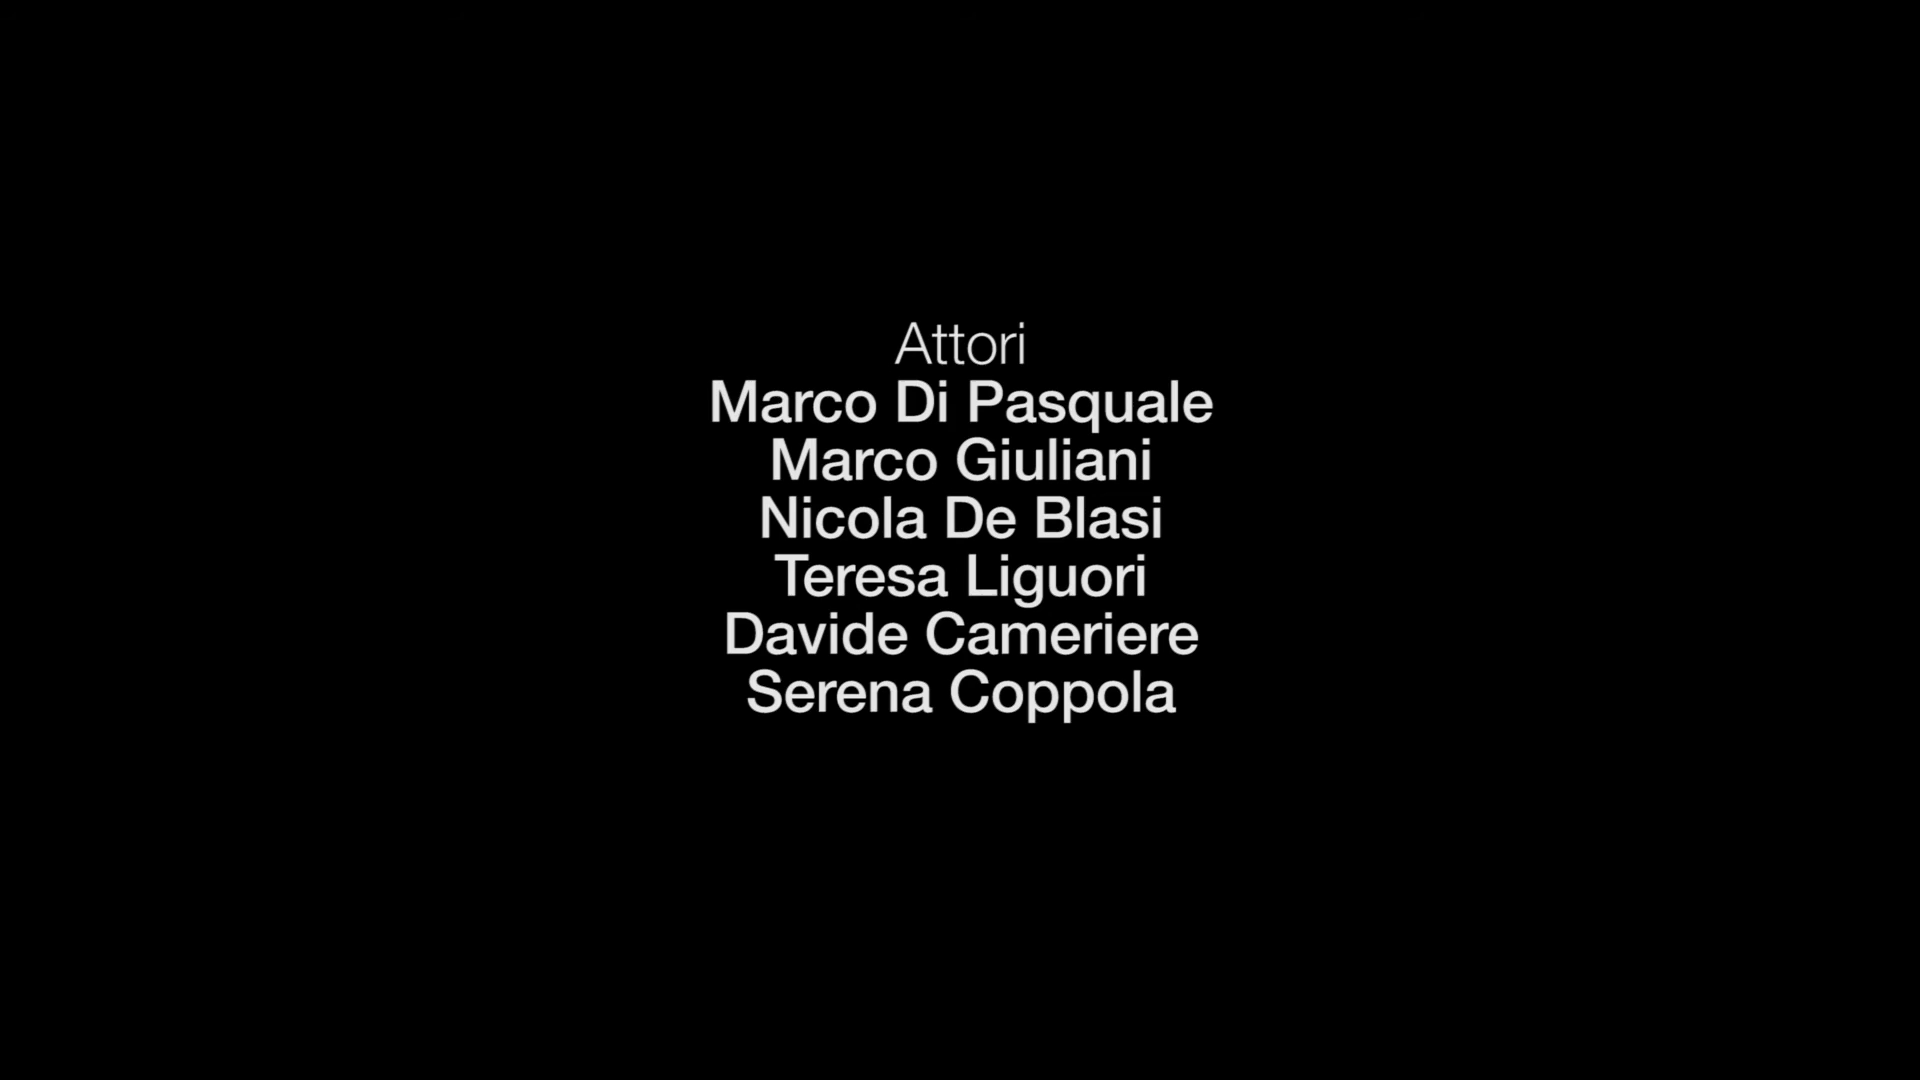 Attori
Marco Di Pasquale
Marco Giuliani
Nicola De Blasi
Teresa Liguori
Davide Cameriere
Serena Coppola